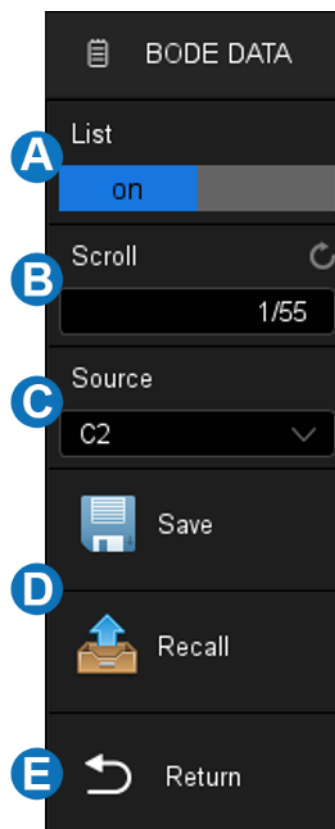 BODE DATA
A
List
on
B
Scroll
1/55
C
Source
C2
Save
D
Recall
E
Return